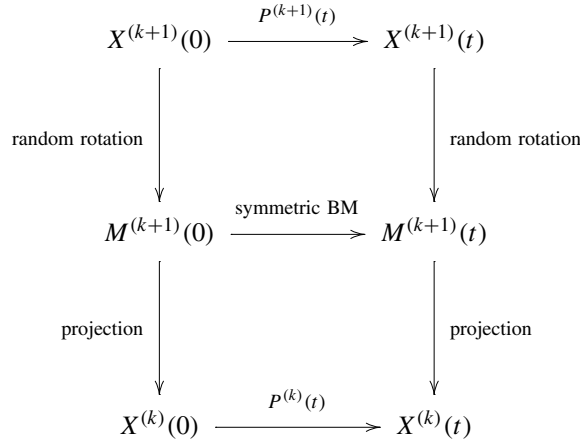 P^{(k+1)}(t)
X^{(k+1)}(0) X^{(k+1)}(t)
random rotation random rotation
symmetric BM
M^{(k+1)}(0) M^{(k+1)}(t)
projection projection
P^{(k)}(t)
X^{(k)}(0) X^{(k)}(t)